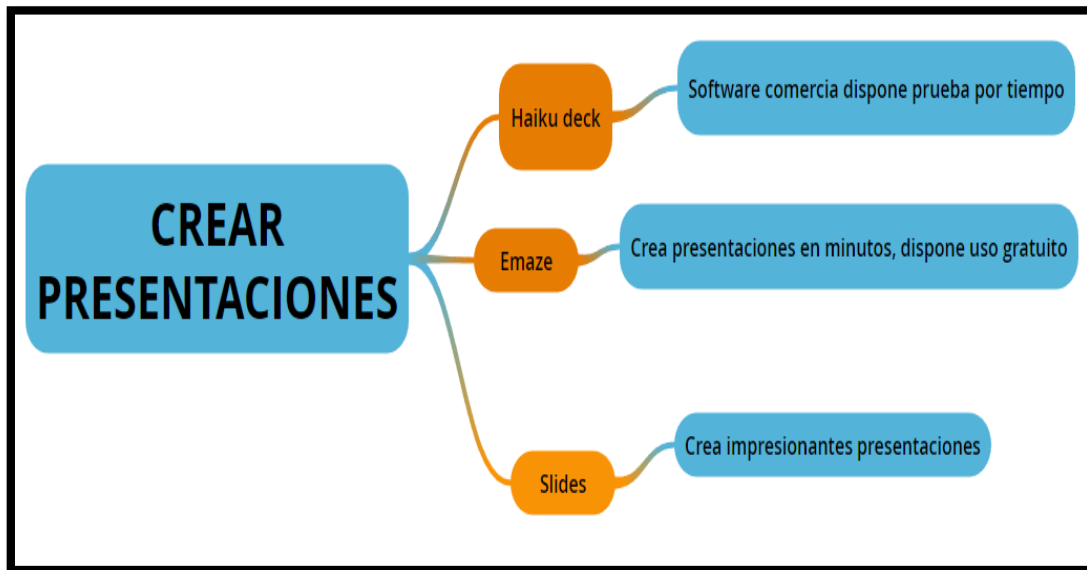 CREAR
PRESENTACIONES
Haiku deck
Software comercia dispone prueba por tiempo
Emaze
Crea presentaciones en minutos, dispone uso gratuito
Slides
Crea impresionantes presentaciones